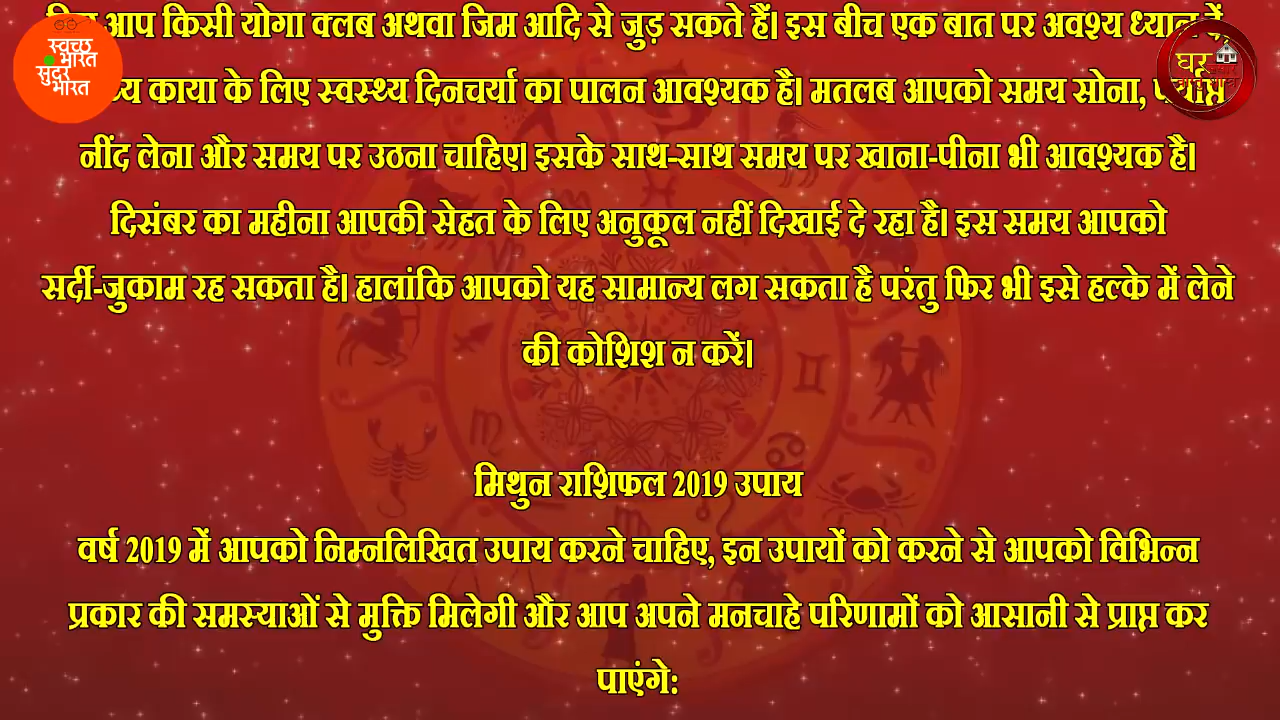 स्वच्छ
भारत
सुंदर
भारत
घर
आप किसी योगा क्लब अथवा जिम आदि से जुड़ सकते हैं। इस बीच एक बात पर अवश्य ध्यान
काया के लिए स्वस्थ्य दिनचर्या का पालन आवश्यक है। मतलब आपको समय सोना,
नींद लेना और समय पर उठना चाहिए। इसके साथ-साथ समय पर खाना-पीना भी आवश्यक है।
दिसंबर का महीना आपकी सेहत के लिए अनुकूल नहीं दिखाई दे रहा है। इस समय आपको
सर्दी-जुकाम रह सकता है। हालांकि आपको यह सामान्य लग सकता है परंतु फिर भी इसे हल्के में लेने
की कोशिश न करें।
मिथुन राशिफल 2019 उपाय
वर्ष 2019 में आपको निम्नलिखित उपाय करने चाहिए, इन उपायों को करने से आपको विभिन्न
प्रकार की समस्याओं से मुक्ति मिलेगी और आप अपने मनचाहे परिणामों को आसानी से प्राप्त कर
पाएंगे: